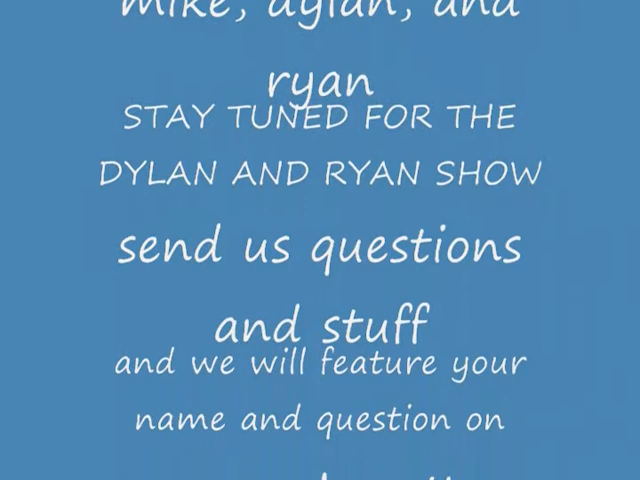 mike, dylan, and
ryan
STAY TUNED FOR THE
DYLAN AND RYAN SHOW
send us questions
and stuff
and we will feature your
name and question on